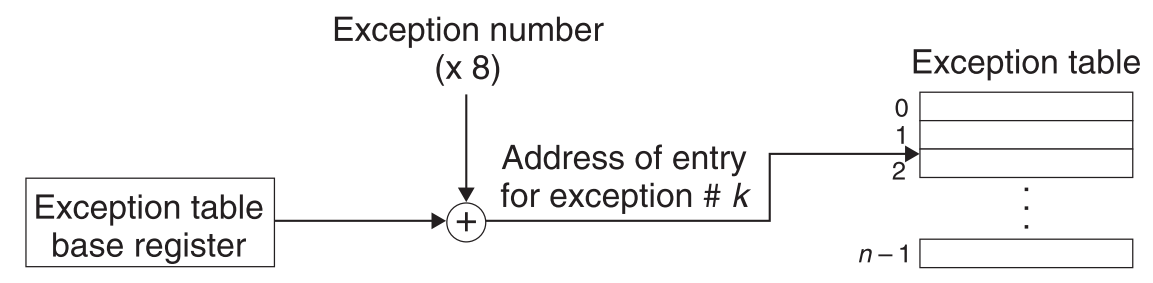 Exception number
(x 8)
Exception table
0
1
2
Address of entry
for exception # k
Exception table
base register
+
n – 1